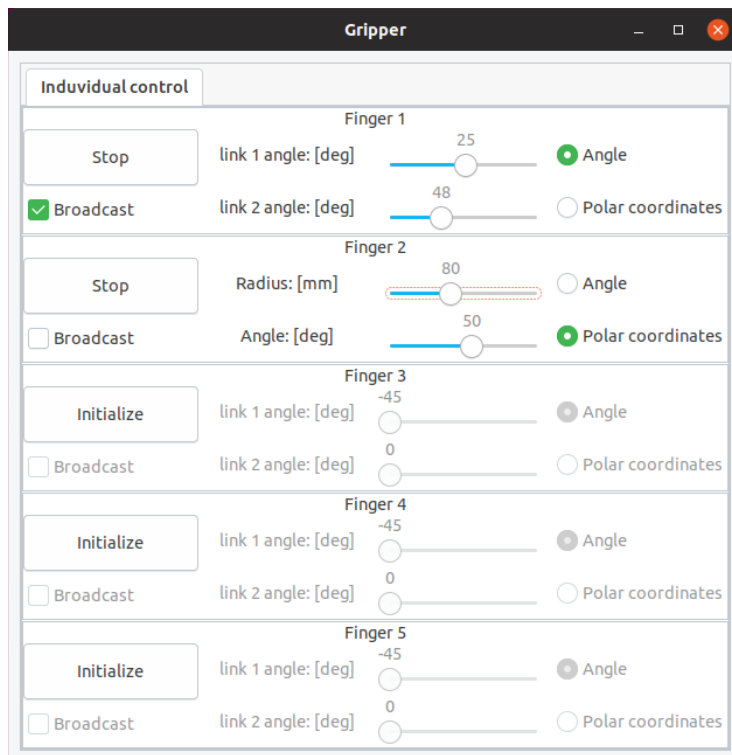 Gripper
Induvidual control
Finger 1
25
Stop link 1 angle: [deg] Angle
48
Broadcast link 2 angle: [deg] Polar coordinates
Finger 2
80
Stop Radius: [mm] Angle
50
Broadcast Angle: [deg] Polar coordinates
Finger 3
-45
Initialize link 1 angle: [deg] Angle
0
Broadcast link 2 angle: [deg] Polar coordinates
Finger 4
-45
Initialize link 1 angle: [deg] Angle
0
Broadcast link 2 angle: [deg] Polar coordinates
Finger 5
-45
Initialize link 1 angle: [deg] Angle
0
Broadcast link 2 angle: [deg] Polar coordinates